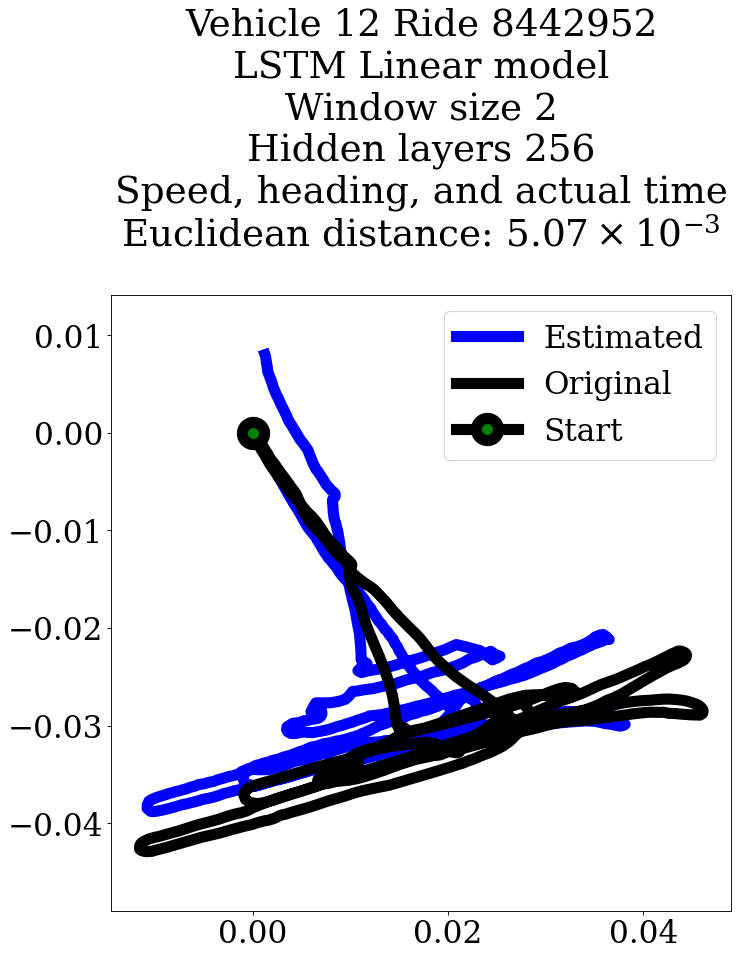 Vehicle 12 Ride 8442952
LSTM Linear model
Window size 2
Hidden layers 256
Speed, heading, and actual time
Euclidean distance: 5.07 × 10⁻³
Estimated
Original
Start
0.01
0.00
−0.01
−0.02
−0.03
−0.04
0.00 0.02 0.04